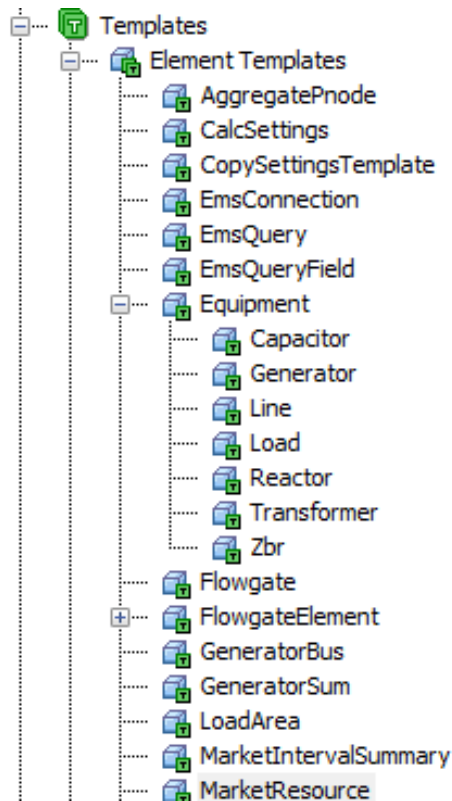 Templates
Element Templates
AggregatePnode
CalcSettings
CopySettingsTemplate
EmsConnection
EmsQuery
EmsQueryField
Equipment
Capacitor
Generator
Line
Load
Reactor
Transformer
Zbr
Flowgate
FlowgateElement
GeneratorBus
GeneratorSum
LoadArea
MarketIntervalSummary
MarketResource